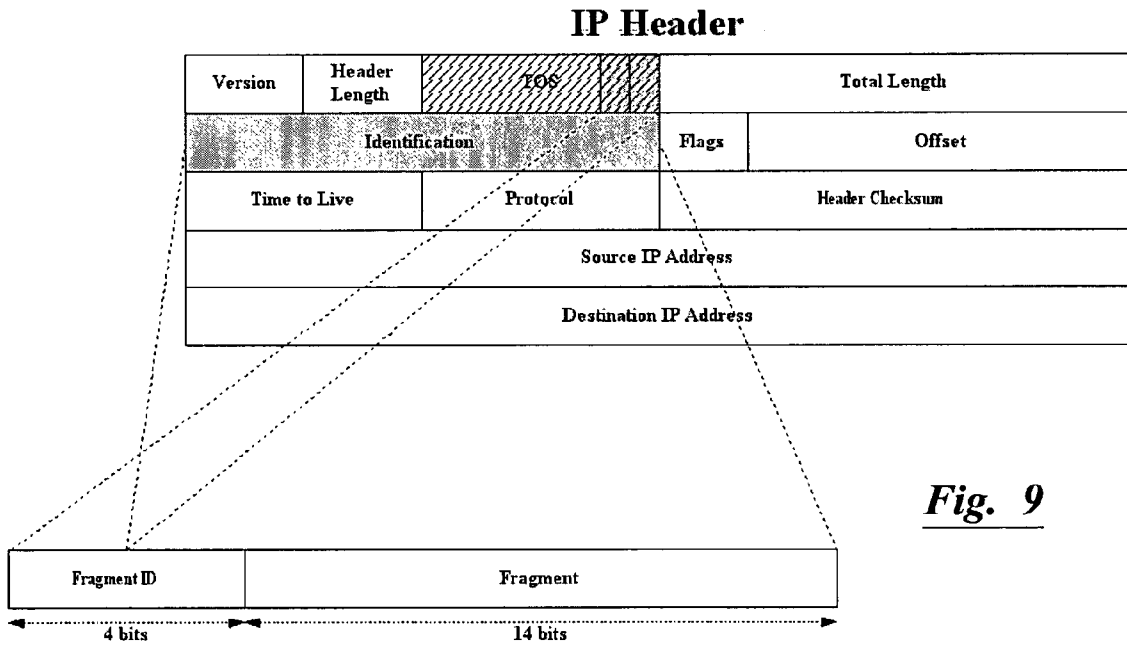 IP Header
Version
Header
Length
TOS
Total Length
Identification
Flags
Offset
Time to Live
Protocol
Header Checksum
Source IP Address
Destination IP Address
Fig. 9
Fragment ID
Fragment
4 bits
14 bits